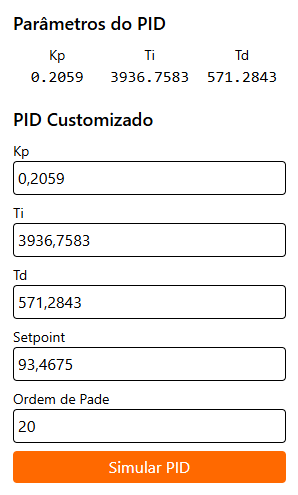 Parâmetros do PID
Kp Ti Td
0.2059 3936.7583 571.2843
PID Customizado
Kp
0,2059
Ti
3936,7583
Td
571,2843
Setpoint
93,4675
Ordem de Pade
20
Simular PID